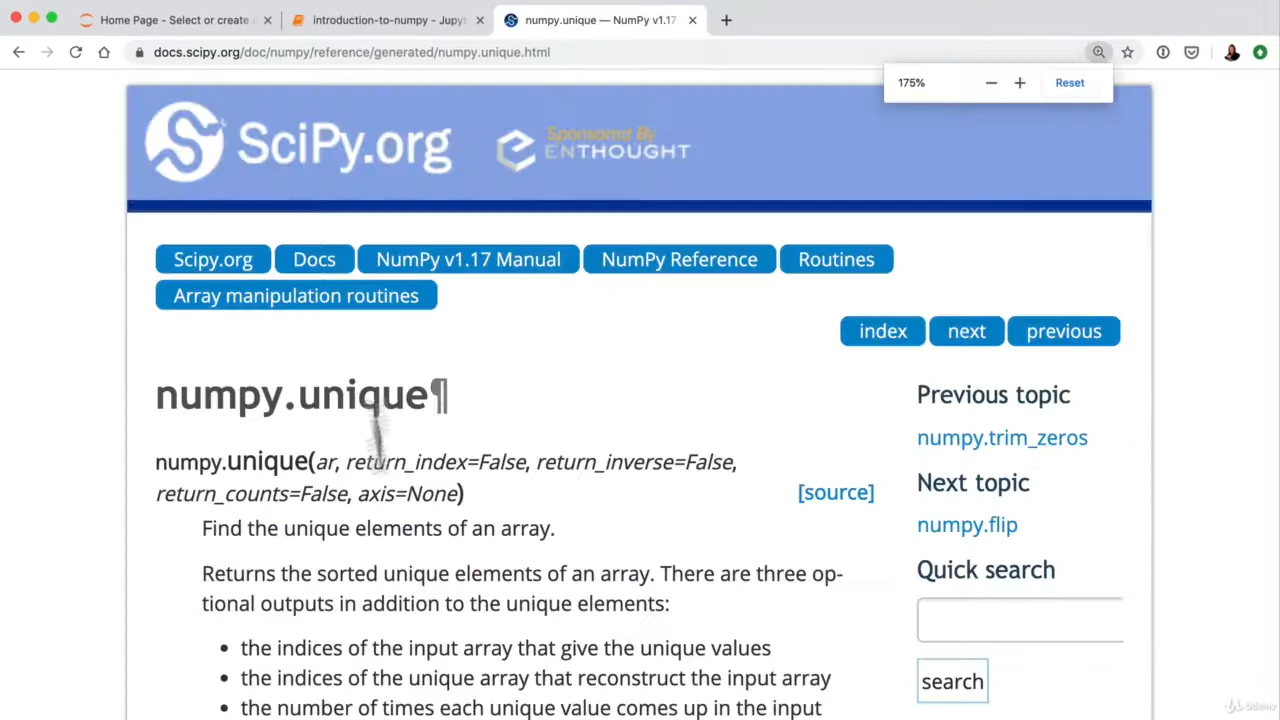 Home Page - Select or create a
introduction-to-numpy - Jupyt
numpy.unique — NumPy v1.17
docs.scipy.org/doc/numpy/reference/generated/numpy.unique.html
175%
Reset
SciPy.org
Sponsored By
ENTHOUGHT
Scipy.org Docs NumPy v1.17 Manual NumPy Reference Routines
Array manipulation routines
index next previous
numpy.unique¶
numpy.unique(ar, return_index=False, return_inverse=False,
return_counts=False, axis=None)
[source]
Find the unique elements of an array.
Returns the sorted unique elements of an array. There are three op-
tional outputs in addition to the unique elements:
• the indices of the input array that give the unique values
• the indices of the unique array that reconstruct the input array
• the number of times each unique value comes up in the input
Previous topic
numpy.trim_zeros
Next topic
numpy.flip
Quick search
search
Udemy